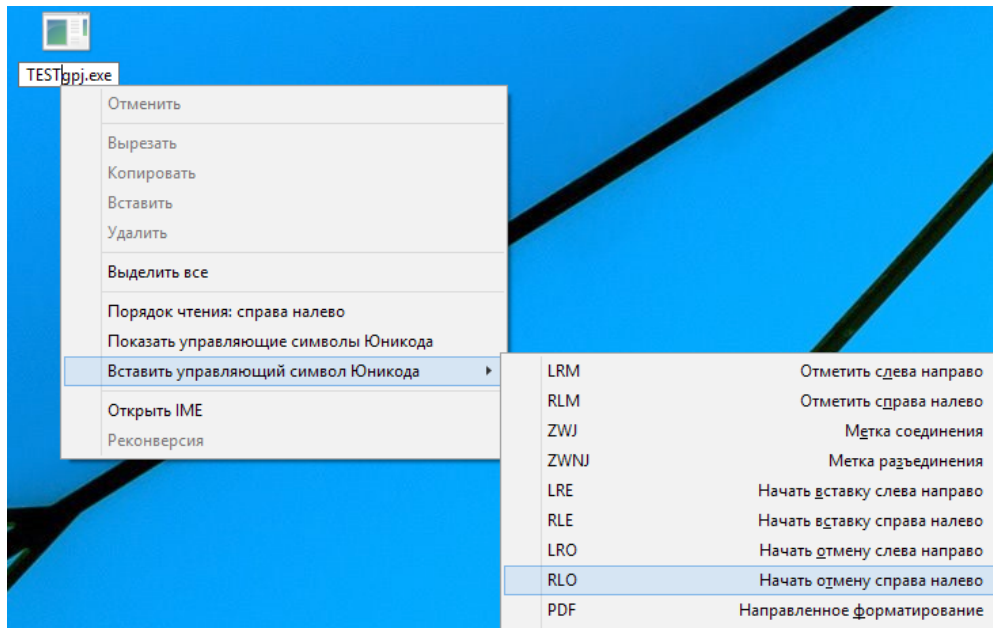 TESTgpj.exe
Отменить
Вырезать
Копировать
Вставить
Удалить
Выделить все
Порядок чтения: справа налево
Показать управляющие символы Юникода
Вставить управляющий символ Юникода
Открыть IME
Реконверсия
LRM Отметить слева направо
RLM Отметить справа налево
ZWJ Метка соединения
ZWNJ Метка разъединения
LRE Начать вставку слева направо
RLE Начать вставку справа налево
LRO Начать отмену слева направо
RLO Начать отмену справа налево
PDF Направленное форматирование